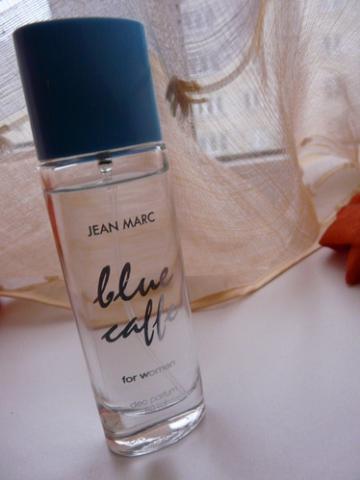 JEAN MARC
blue
caffe
for women
deo parfum